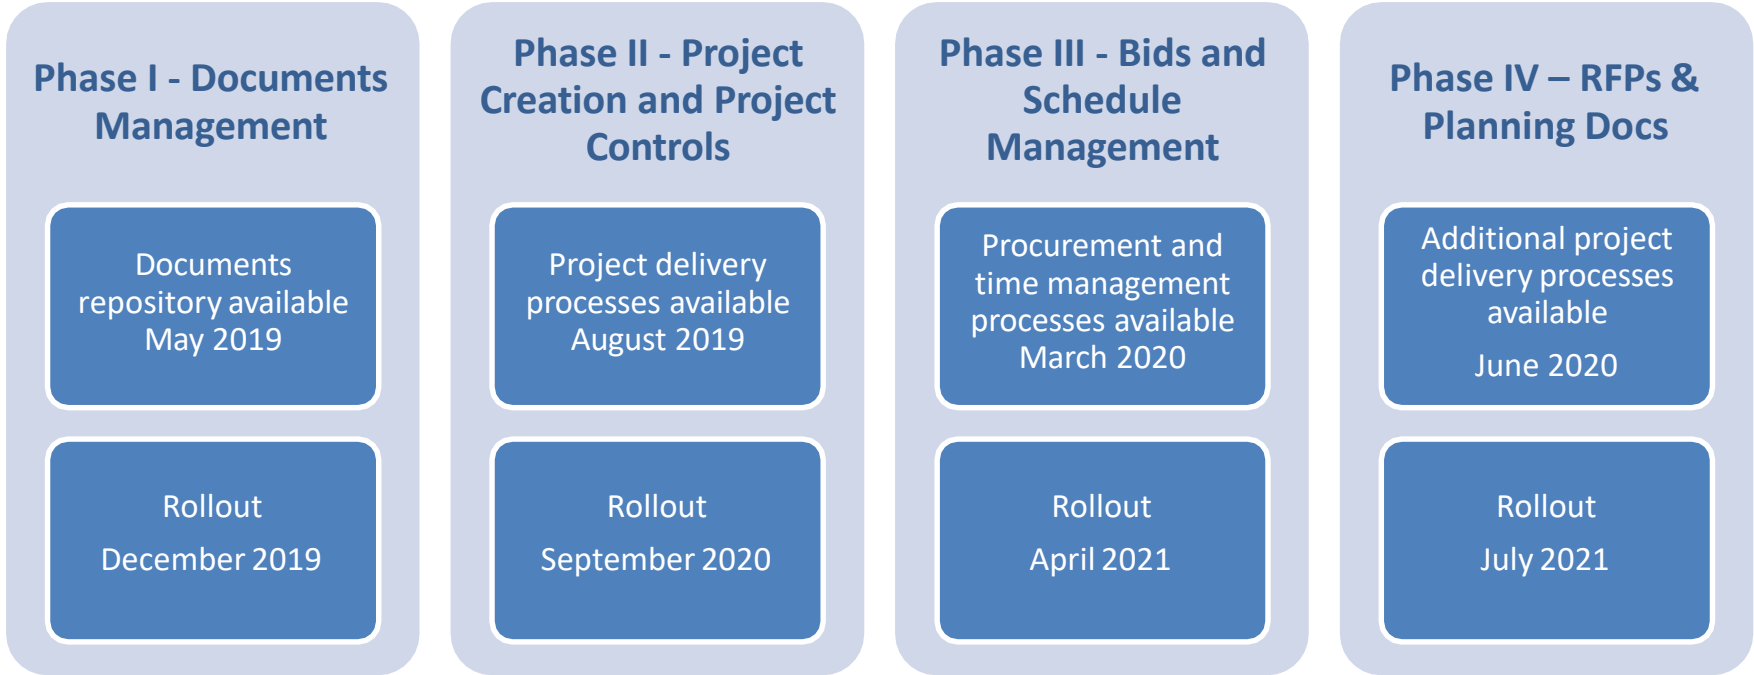 Phase I - Documents
Management
Documents
repository available
May 2019
Rollout
December 2019
Phase II - Project
Creation and Project
Controls
Project delivery
processes available
August 2019
Rollout
September 2020
Phase III - Bids and
Schedule
Management
Procurement and
time management
processes available
March 2020
Rollout
April 2021
Phase IV – RFPs &
Planning Docs
Additional project
delivery processes
available
June 2020
Rollout
July 2021